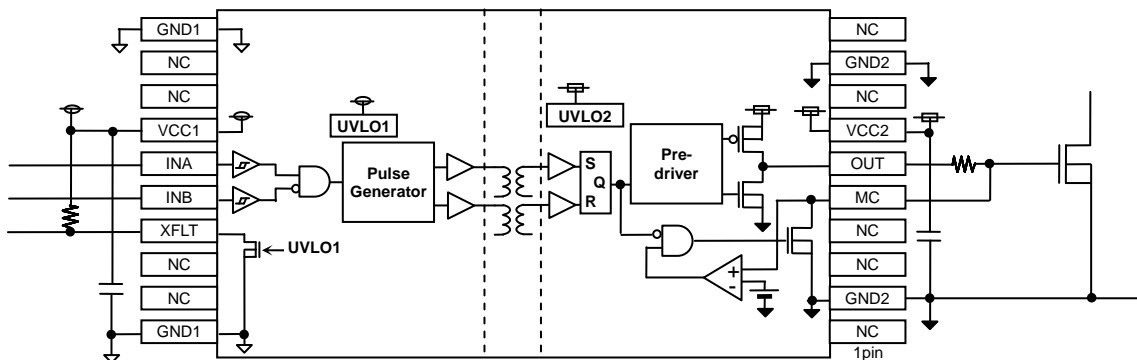 GND1
NC
NC
VCC1
INA
INB
XFLT
NC
NC
GND1
UVLO1
UVLO1
Pulse
Generator
UVLO2
S
Q
R
Pre-
driver
+
-
NC
GND2
NC
VCC2
OUT
MC
NC
NC
GND2
NC
1pin